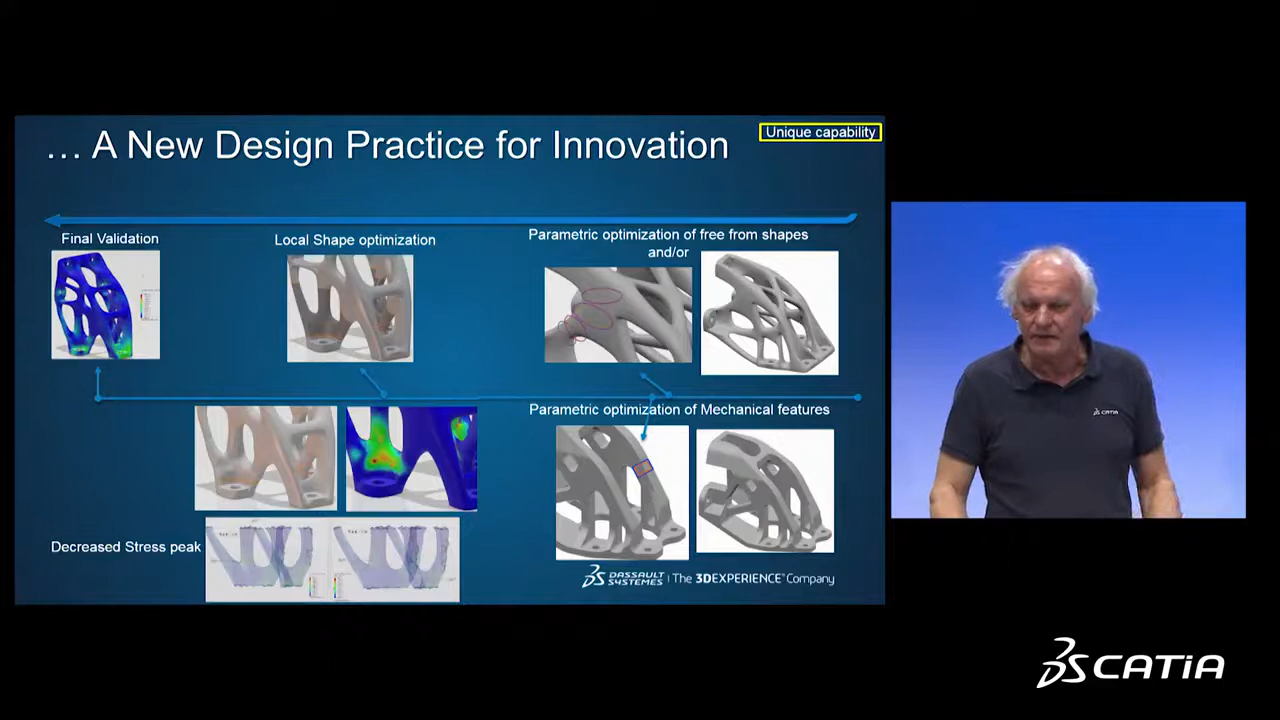 … A New Design Practice for Innovation
Unique capability
Final Validation
Local Shape optimization
Parametric optimization of free from shapes
and/or
Parametric optimization of Mechanical features
Decreased Stress peak
DASSAULT
SYSTEMES
The 3DEXPERIENCE Company
CATIA
CATIA